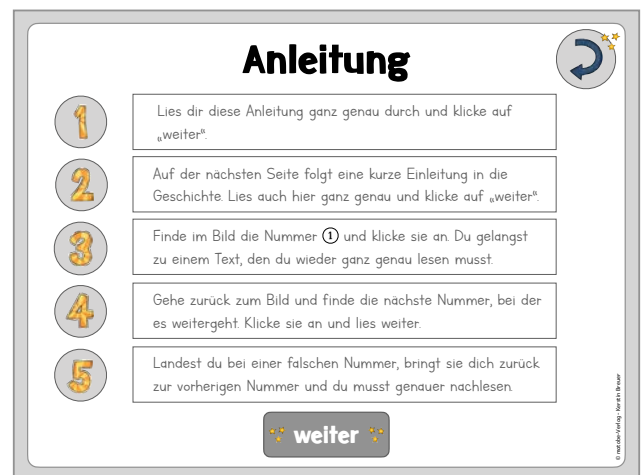 Anleitung
1
Lies dir diese Anleitung ganz genau durch und klicke auf
„weiter“.
2
Auf der nächsten Seite folgt eine kurze Einleitung in die
Geschichte. Lies auch hier ganz genau und klicke auf „weiter“.
3
Finde im Bild die Nummer ① und klicke sie an. Du gelangst
zu einem Text, den du wieder ganz genau lesen musst.
4
Gehe zurück zum Bild und finde die nächste Nummer, bei der
es weitergeht. Klicke sie an und lies weiter.
5
Landest du bei einer falschen Nummer, bringt sie dich zurück
zur vorherigen Nummer und du musst genauer nachlesen.
weiter
© matobe-Verlag · Kerstin Breuer